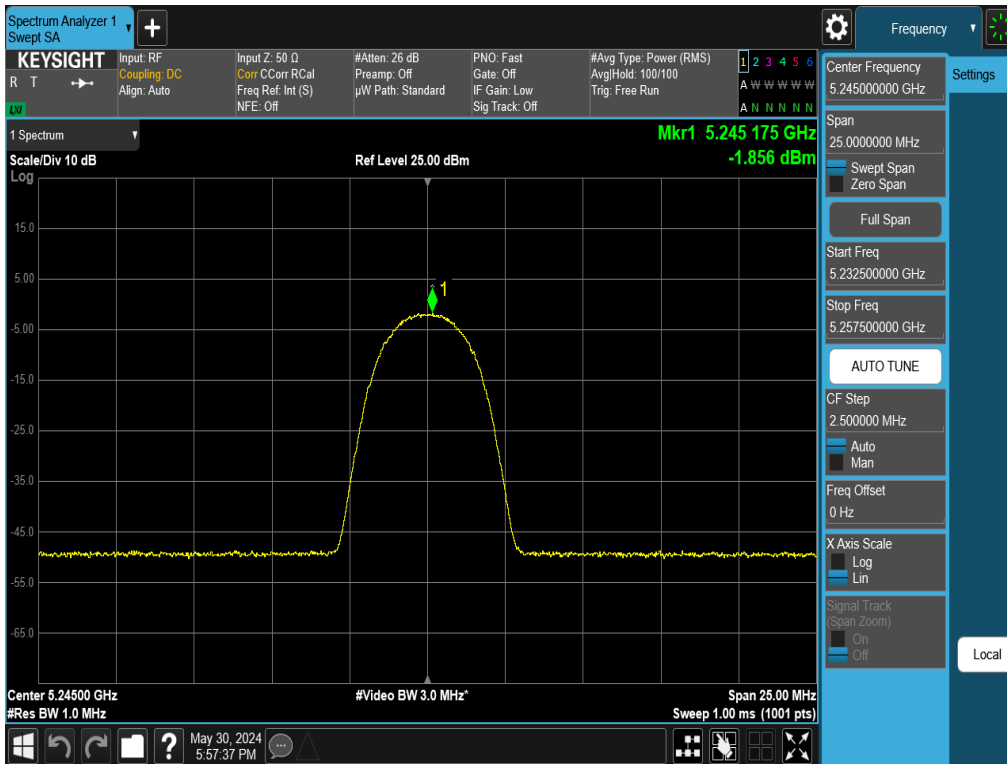 Spectrum Analyzer 1
Swept SA
+
Frequency
KEYSIGHT
R T
LXI
Input: RF
Coupling: DC
Align: Auto
Input Z: 50 Ω
Corr CCorr RCal
Freq Ref: Int (S)
NFE: Off
#Atten: 26 dB
Preamp: Off
µW Path: Standard
PNO: Fast
Gate: Off
IF Gain: Low
Sig Track: Off
#Avg Type: Power (RMS)
Avg|Hold: 100/100
Trig: Free Run
1 2 3 4 5 6
A W W W W W
A N N N N N
1 Spectrum
Scale/Div 10 dB
Log
Ref Level 25.00 dBm
Mkr1 5.245 175 GHz
-1.856 dBm
15.0
5.00
-5.00
-15.0
-25.0
-35.0
-45.0
-55.0
-65.0
1
Center 5.24500 GHz
#Res BW 1.0 MHz
#Video BW 3.0 MHz*
Span 25.00 MHz
Sweep 1.00 ms (1001 pts)
Center Frequency
5.245000000 GHz
Settings
Span
25.0000000 MHz
Swept Span
Zero Span
Full Span
Start Freq
5.232500000 GHz
Stop Freq
5.257500000 GHz
AUTO TUNE
CF Step
2.500000 MHz
Auto
Man
Freq Offset
0 Hz
X Axis Scale
Log
Lin
Signal Track
(Span Zoom)
On
Off
Local
?
May 30, 2024
5:57:37 PM